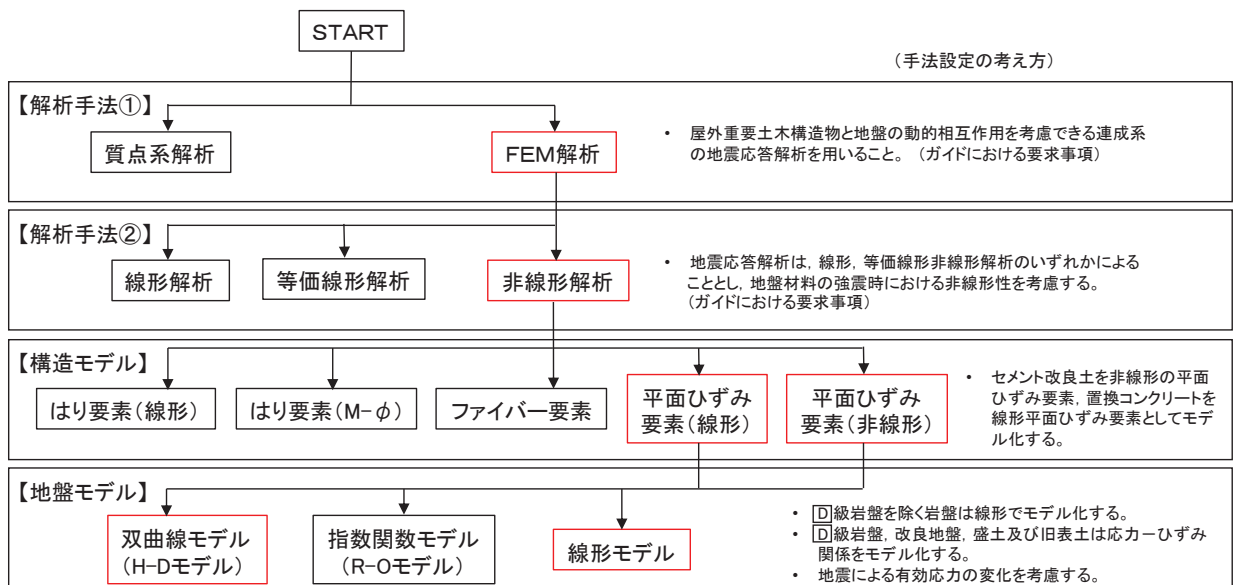 START
(手法設定の考え方)
【解析手法①】
質点系解析
FEM解析
・ 屋外重要土木構造物と地盤の動的相互作用を考慮できる連成系
の地震応答解析を用いること。 (ガイドにおける要求事項)
【解析手法②】
線形解析
等価線形解析
非線形解析
・ 地震応答解析は，線形，等価線形非線形解析のいずれかによる
こととし，地盤材料の強震時における非線形性を考慮する。
(ガイドにおける要求事項)
【構造モデル】
はり要素(線形)
はり要素(M-φ)
ファイバー要素
平面ひずみ
要素(線形)
平面ひずみ
要素(非線形)
・ セメント改良土を非線形の平面
ひずみ要素，置換コンクリートを
線形平面ひずみ要素としてモデ
ル化する。
【地盤モデル】
双曲線モデル
(H-Dモデル)
指数関数モデル
(R-Oモデル)
線形モデル
・ D級岩盤を除く岩盤は線形でモデル化する。
・ D級岩盤，改良地盤，盛土及び旧表土は応力ーひずみ
関係をモデル化する。
・ 地震による有効応力の変化を考慮する。